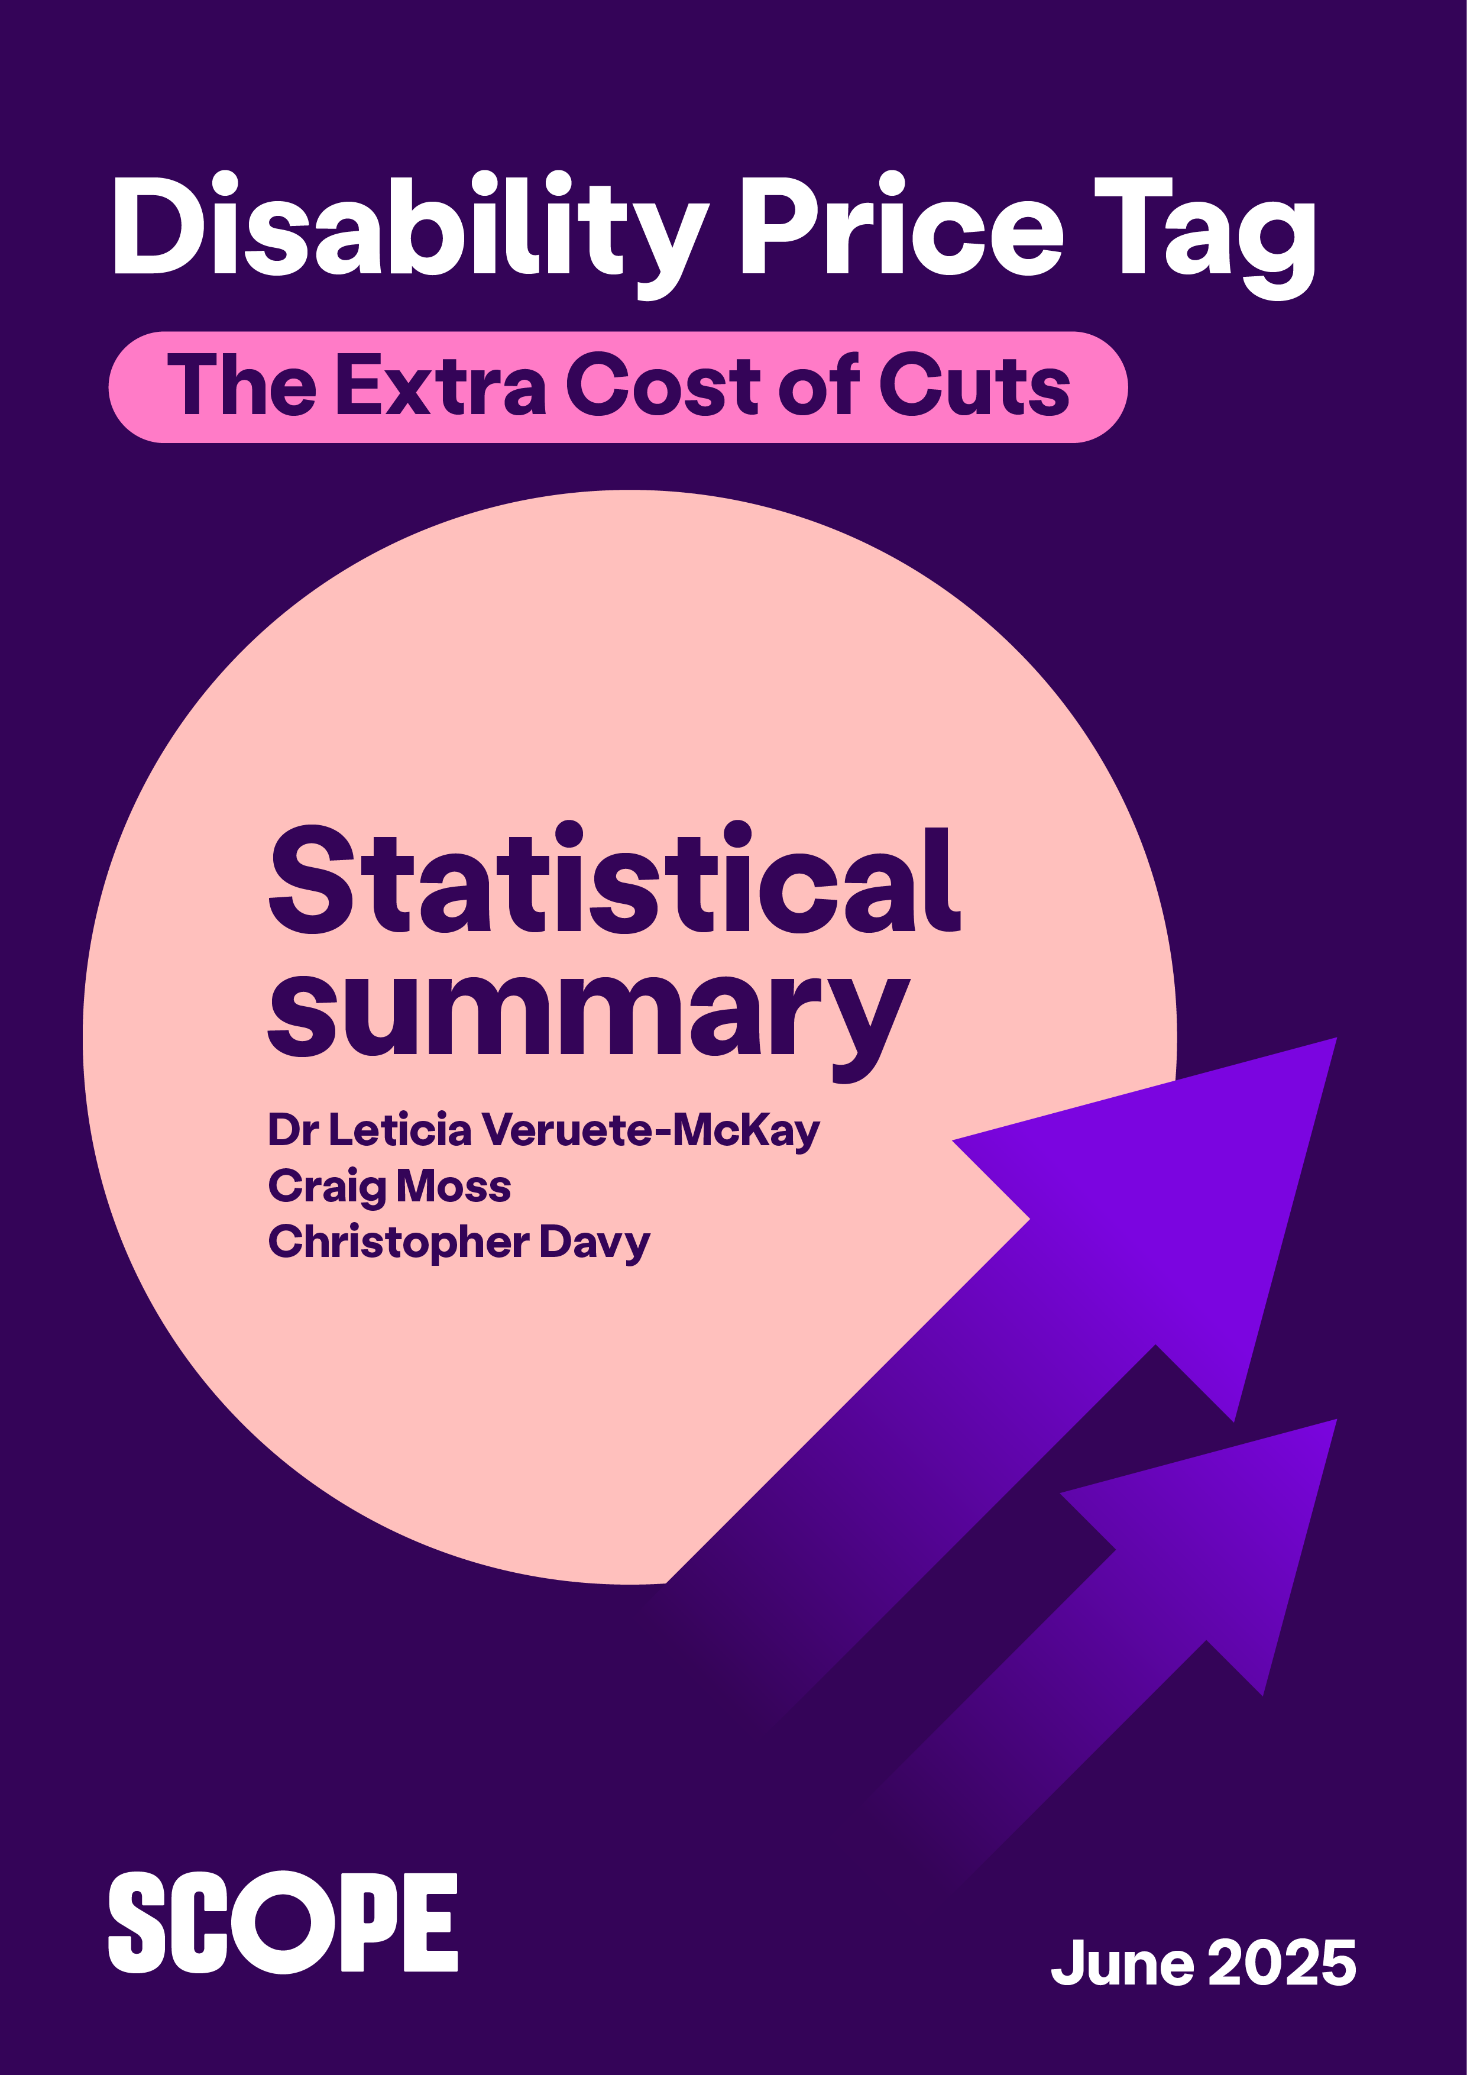 Disability Price Tag
The Extra Cost of Cuts
Statistical
summary
Dr Leticia Veruete-McKay
Craig Moss
Christopher Davy
SCOPE
June 2025